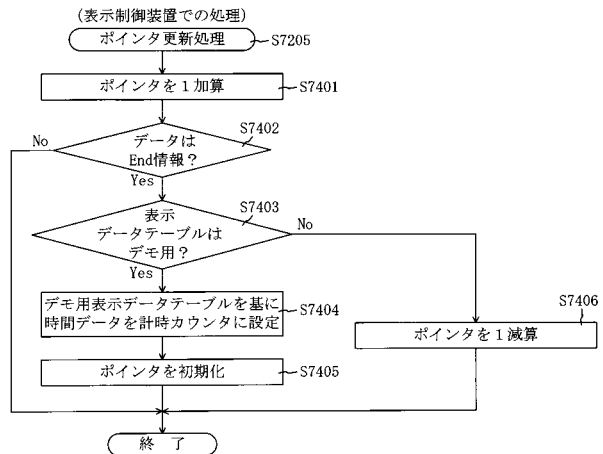 (表示制御装置での処理)
ポインタ更新処理
S7205
ポインタを1加算
S7401
S7402
No
データは
End情報?
Yes
S7403
表示
データテーブルは
デモ用?
No
Yes
デモ用表示データテーブルを基に
時間データを計時カウンタに設定
S7404
S7406
ポインタを1減算
ポインタを初期化
S7405
終 了